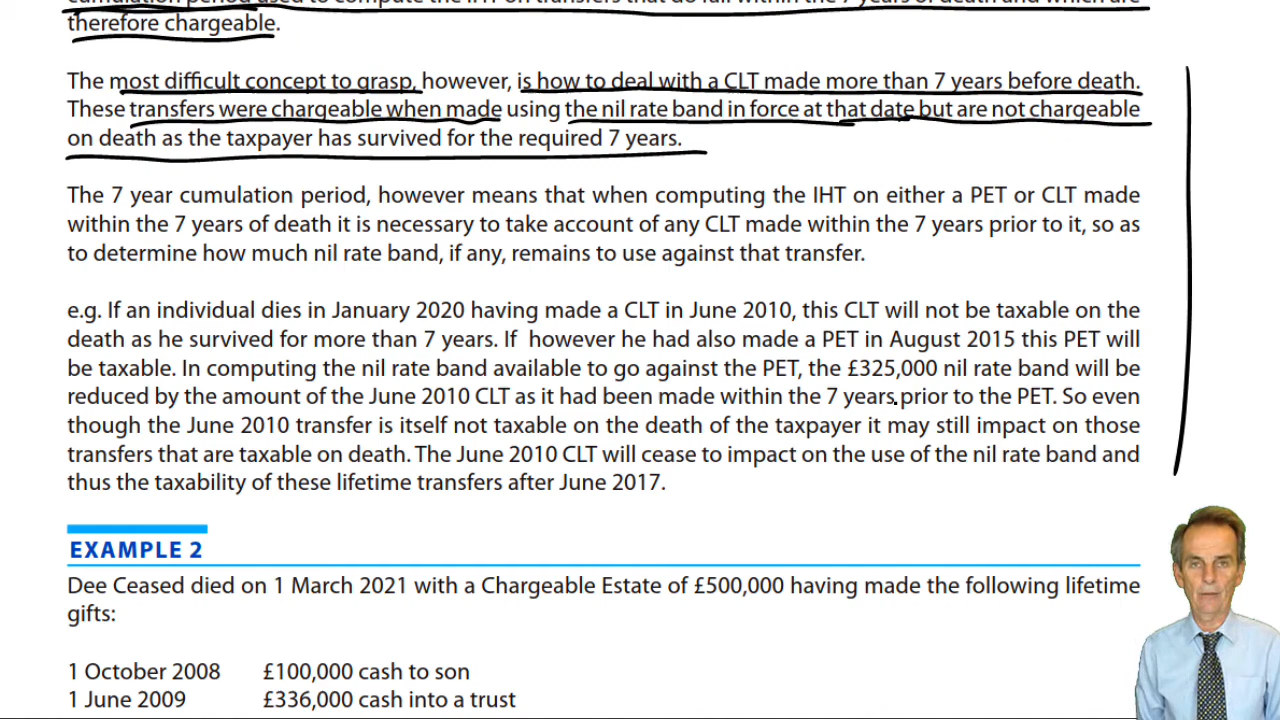 therefore chargeable.
The most difficult concept to grasp, however, is how to deal with a CLT made more than 7 years before death.
These transfers were chargeable when made using the nil rate band in force at that date but are not chargeable
on death as the taxpayer has survived for the required 7 years.
The 7 year cumulation period, however means that when computing the IHT on either a PET or CLT made
within the 7 years of death it is necessary to take account of any CLT made within the 7 years prior to it, so as
to determine how much nil rate band, if any, remains to use against that transfer.
e.g. If an individual dies in January 2020 having made a CLT in June 2010, this CLT will not be taxable on the
death as he survived for more than 7 years. If however he had also made a PET in August 2015 this PET will
be taxable. In computing the nil rate band available to go against the PET, the £325,000 nil rate band will be
reduced by the amount of the June 2010 CLT as it had been made within the 7 years prior to the PET. So even
though the June 2010 transfer is itself not taxable on the death of the taxpayer it may still impact on those
transfers that are taxable on death. The June 2010 CLT will cease to impact on the use of the nil rate band and
thus the taxability of these lifetime transfers after June 2017.
EXAMPLE 2
Dee Ceased died on 1 March 2021 with a Chargeable Estate of £500,000 having made the following lifetime
gifts:
1 October 2008 £100,000 cash to son
1 June 2009 £336,000 cash into a trust